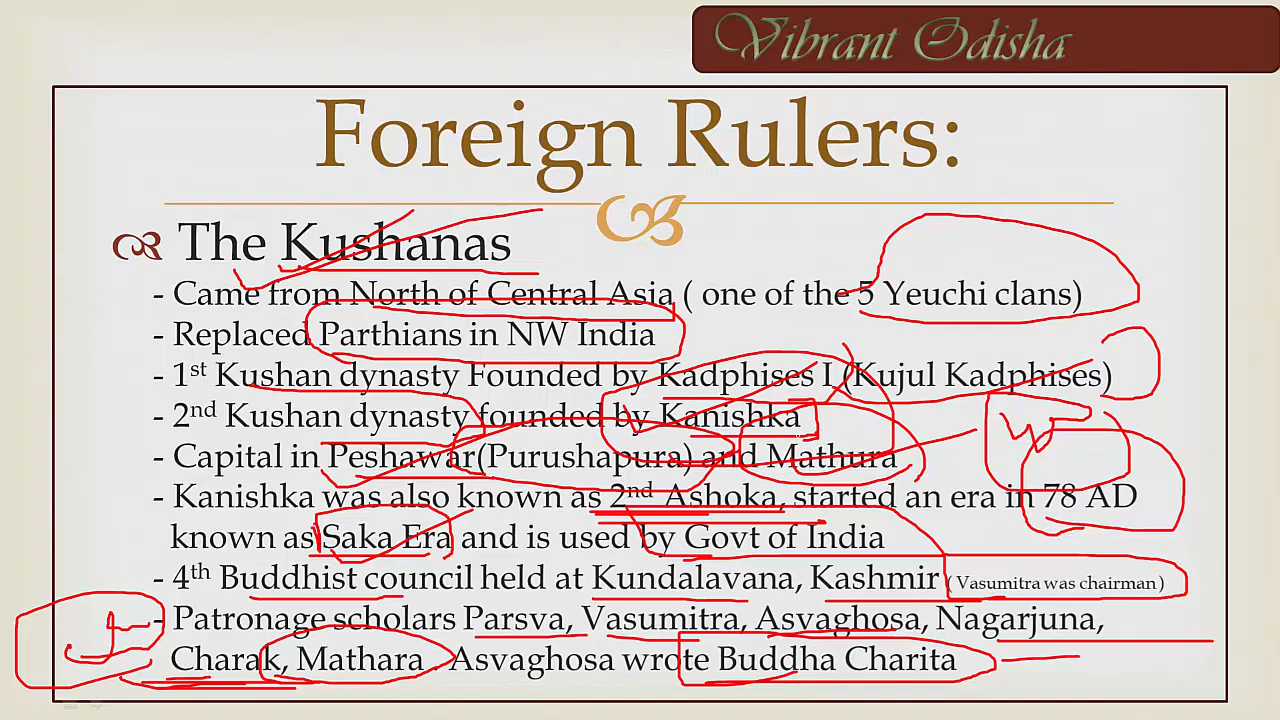 Vibrant Odisha
Foreign Rulers:
The Kushanas
- Came from North of Central Asia ( one of the 5 Yeuchi clans)
- Replaced Parthians in NW India
- 1st Kushan dynasty Founded by Kadphises I (Kujul Kadphises)
- 2nd Kushan dynasty founded by Kanishka
- Capital in Peshawar(Purushapura) and Mathura
- Kanishka was also known as 2nd Ashoka, started an era in 78 AD
known as Saka Era and is used by Govt of India
- 4th Buddhist council held at Kundalavana, Kashmir ( Vasumitra was chairman )
- Patronage scholars Parsva, Vasumitra, Asvaghosa, Nagarjuna,
Charak, Mathara . Asvaghosa wrote Buddha Charita